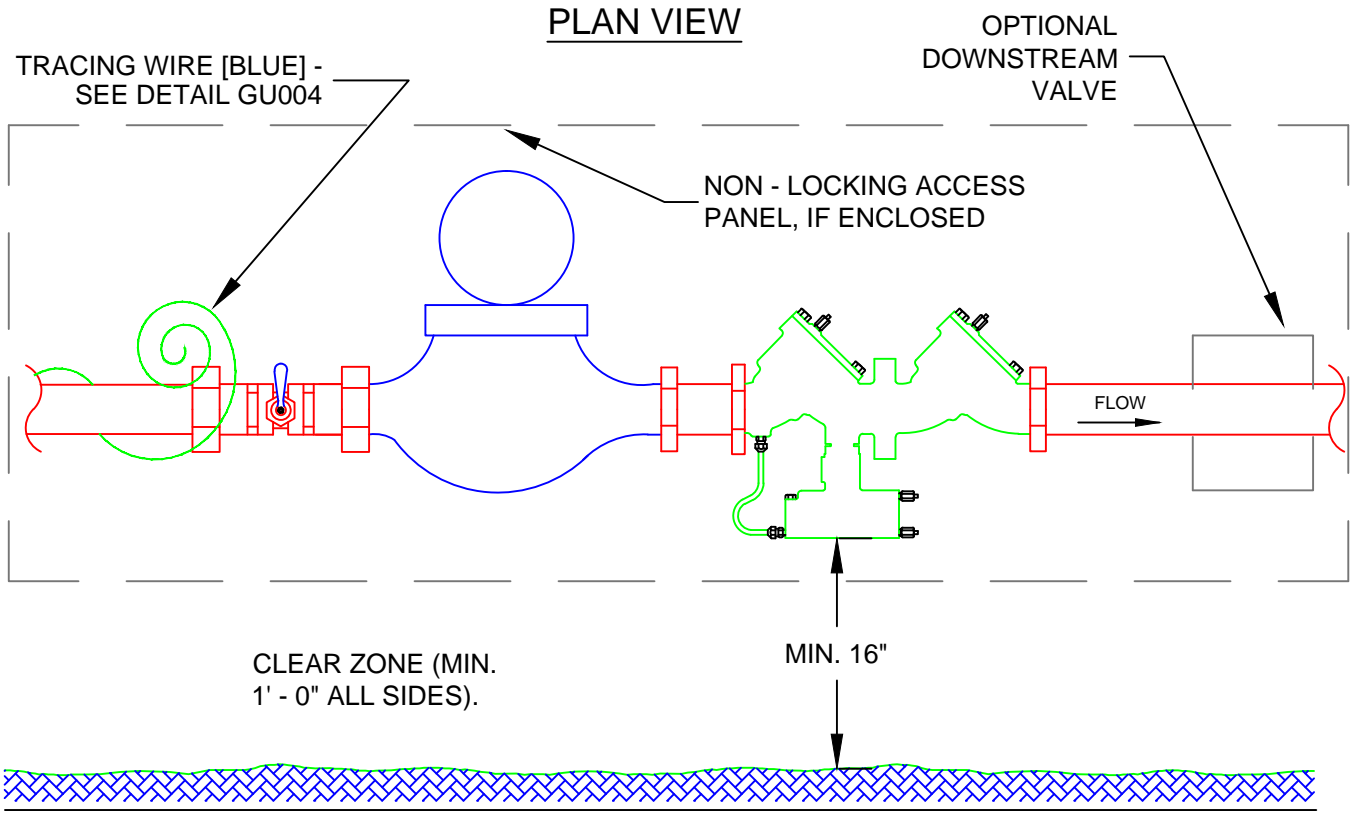 PLAN VIEW
TRACING WIRE [BLUE] -
SEE DETAIL GU004
OPTIONAL
DOWNSTREAM
VALVE
NON - LOCKING ACCESS
PANEL, IF ENCLOSED
FLOW
CLEAR ZONE (MIN.
1' - 0" ALL SIDES).
MIN. 16"